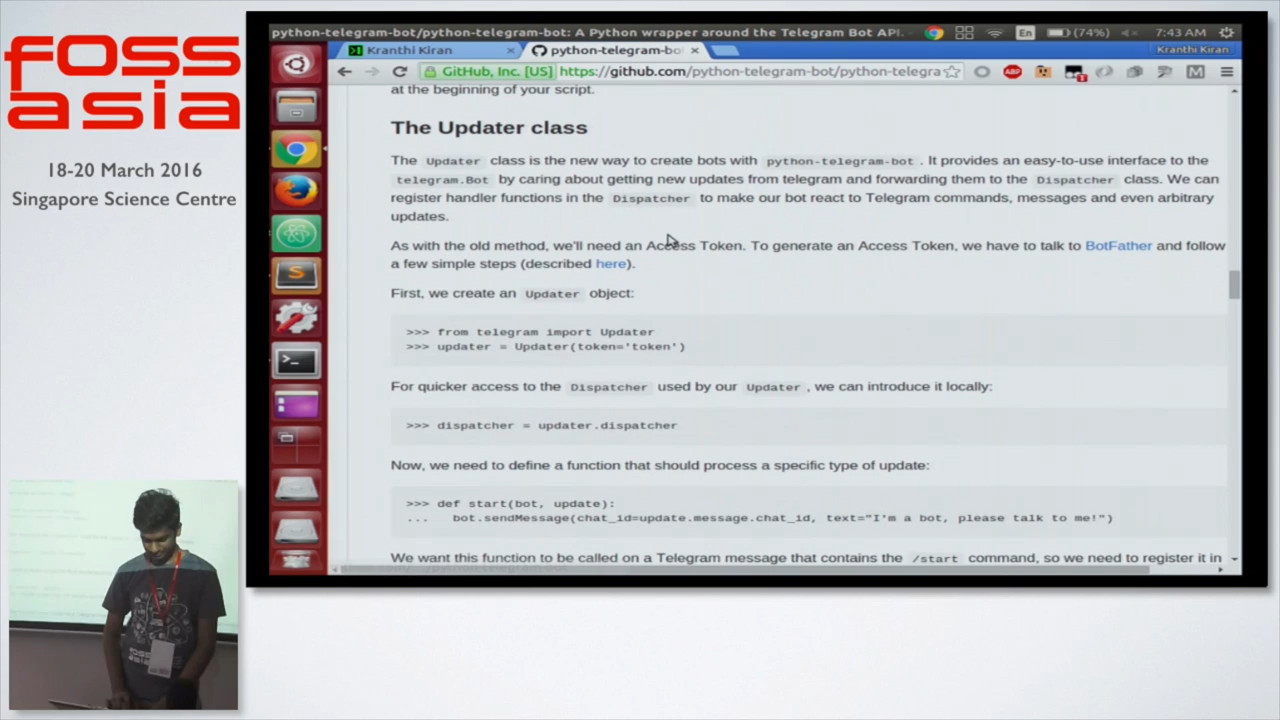 FOSS
asia
18-20 March 2016
Singapore Science Centre
python-telegram-bot/python-telegram-bot: A Python wrapper around the Telegram Bot API.
En
(74%)
7:43 AM
Kranthi Kiran
python-telegram-bo
Kranthi Kiran
GitHub, Inc. [US]
https://github.com/python-telegram-bot/python-telegra
ABP
M
at the beginning of your script.
The Updater class
The Updater class is the new way to create bots with python-telegram-bot . It provides an easy-to-use interface to the
telegram.Bot by caring about getting new updates from telegram and forwarding them to the Dispatcher class. We can
register handler functions in the Dispatcher to make our bot react to Telegram commands, messages and even arbitrary
updates.
As with the old method, we'll need an Access Token. To generate an Access Token, we have to talk to BotFather and follow
a few simple steps (described here).
First, we create an Updater object:
>>> from telegram import Updater
>>> updater = Updater(token='token')
For quicker access to the Dispatcher used by our Updater , we can introduce it locally:
>>> dispatcher = updater.dispatcher
Now, we need to define a function that should process a specific type of update:
>>> def start(bot, update):
... bot.sendMessage(chat_id=update.message.chat_id, text="I'm a bot, please talk to me!")
We want this function to be called on a Telegram message that contains the /start command, so we need to register it in